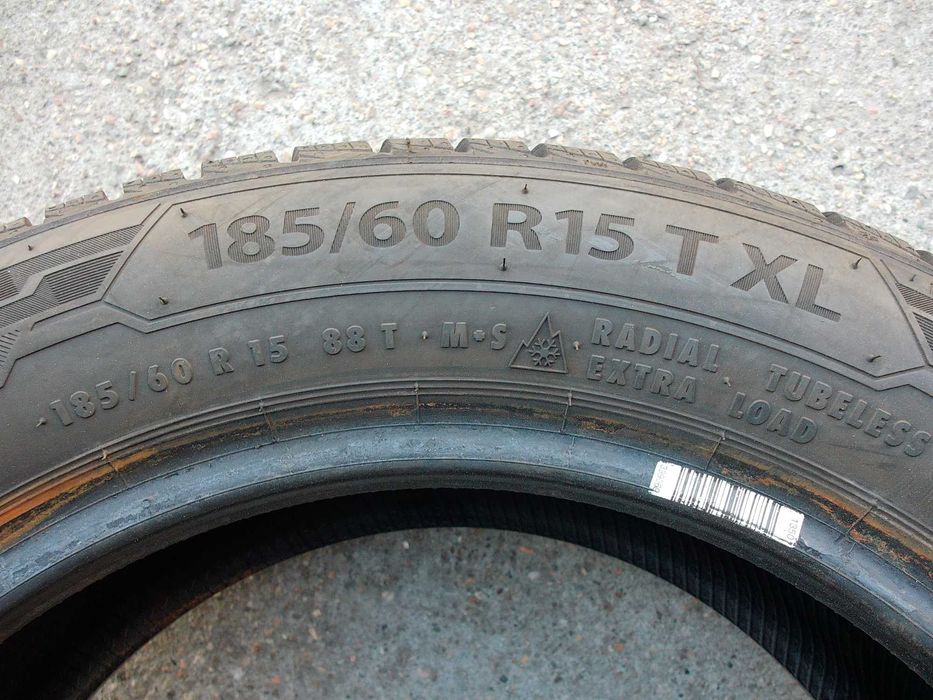 185/60 R15 T XL
185/60 R 15 88 T · M+S RADIAL TUBELESS
EXTRA LOAD